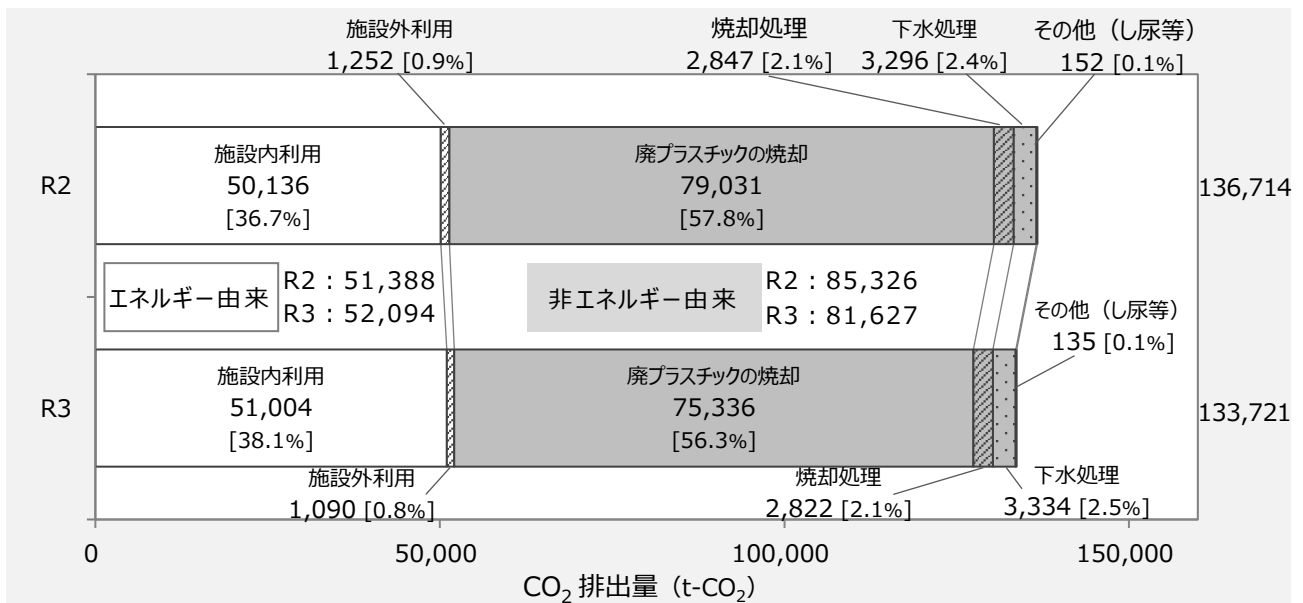 施設外利用
1,252 [0.9%]
焼却処理
2,847 [2.1%]
下水処理
3,296 [2.4%]
その他（し尿等）
152 [0.1%]
R2
施設内利用
50,136
[36.7%]
廃プラスチックの焼却
79,031
[57.8%]
136,714
エネルギー由来
R2：51,388
R3：52,094
非エネルギー由来
R2：85,326
R3：81,627
その他（し尿等）
135 [0.1%]
R3
施設内利用
51,004
[38.1%]
廃プラスチックの焼却
75,336
[56.3%]
133,721
施設外利用
1,090 [0.8%]
焼却処理
2,822 [2.1%]
下水処理
3,334 [2.5%]
0
50,000
100,000
150,000
CO₂ 排出量（t-CO₂）